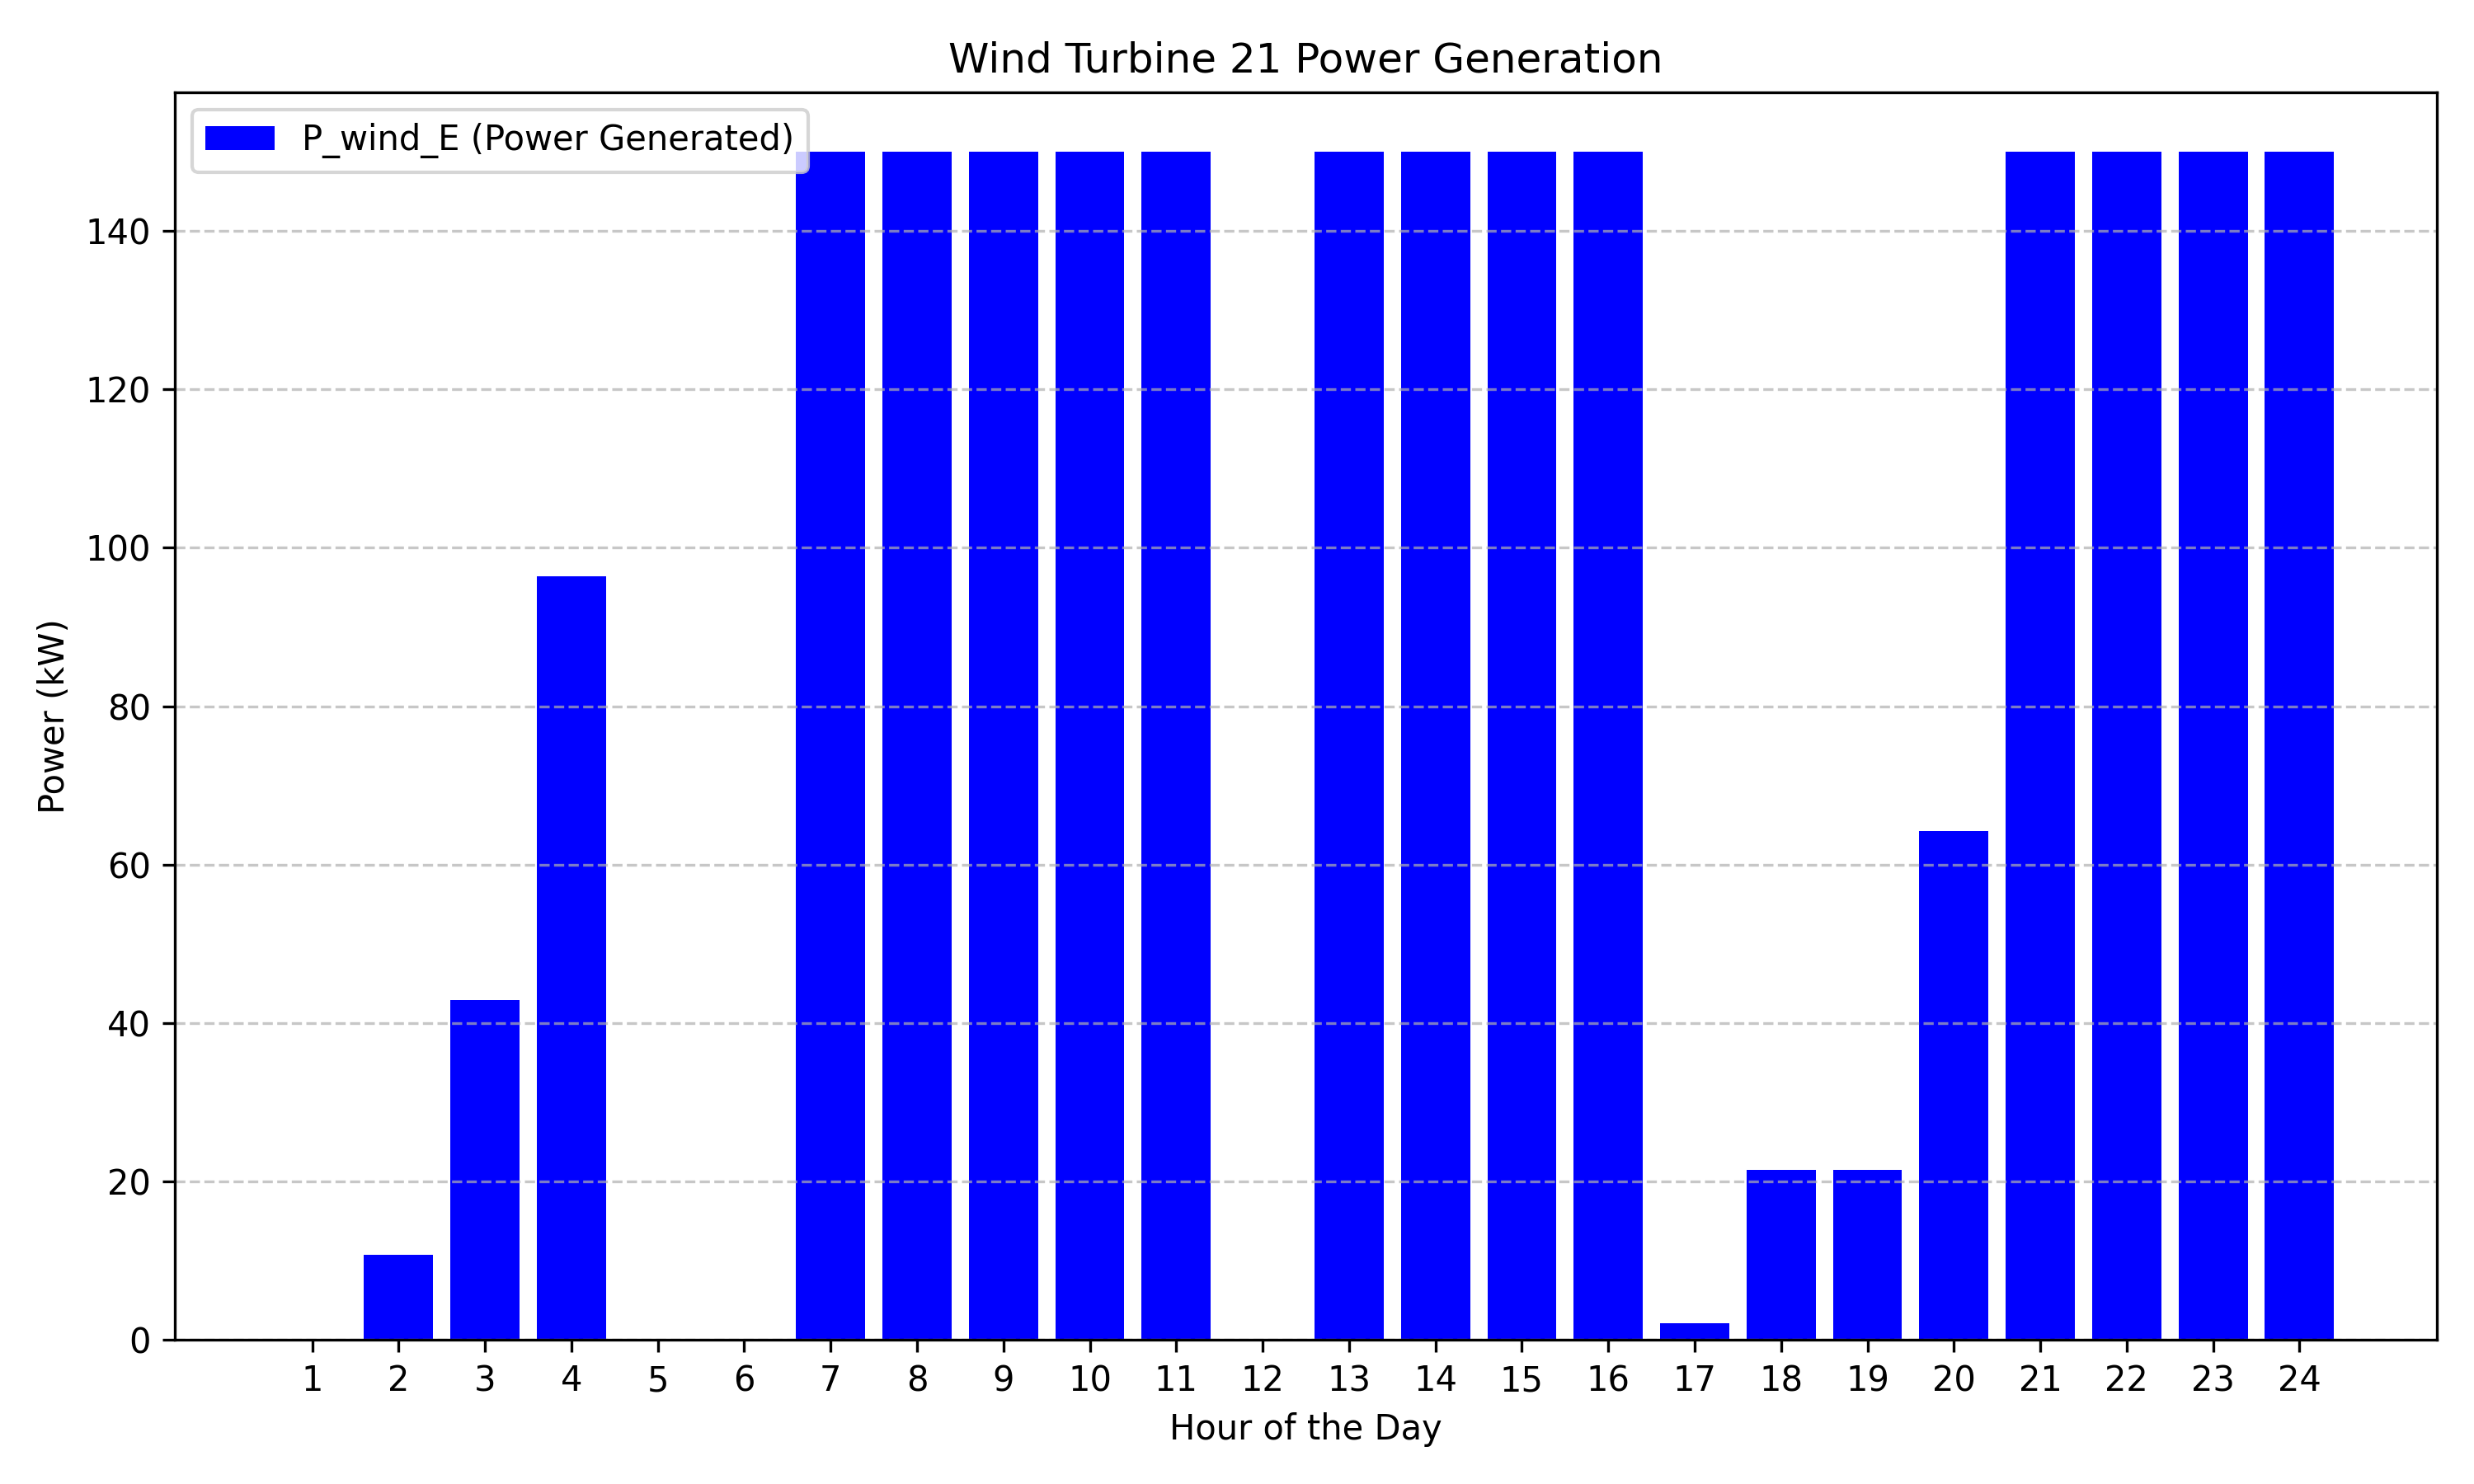 Wind Turbine 21 Power Generation
P_wind_E (Power Generated)
140
120
100
80
60
40
20
0
Power (kW)
1 2 3 4 5 6 7 8 9 10 11 12 13 14 15 16 17 18 19 20 21 22 23 24
Hour of the Day